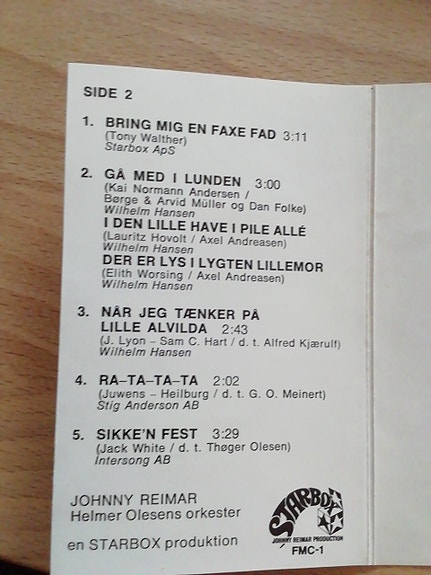 SIDE 2
1. BRING MIG EN FAXE FAD 3:11
(Tony Walther)
Starbox ApS
2. GÅ MED I LUNDEN 3:00
(Kai Normann Andersen /
Børge & Arvid Müller og Dan Folke)
Wilhelm Hansen
I DEN LILLE HAVE I PILE ALLÉ
(Lauritz Hovolt / Axel Andreasen)
Wilhelm Hansen
DER ER LYS I LYGTEN LILLEMOR
(Elith Worsing / Axel Andreasen)
Wilhelm Hansen
3. NÅR JEG TÆNKER PÅ
LILLE ALVILDA 2:43
(J. Lyon – Sam C. Hart / d. t. Alfred Kjærulf)
Wilhelm Hansen
4. RA–TA–TA–TA 2:02
(Juwens – Heilburg / d. t. G. O. Meinert)
Stig Anderson AB
5. SIKKE'N FEST 3:29
(Jack White / d. t. Thøger Olesen)
Intersong AB
JOHNNY REIMAR
Helmer Olesens orkester
en STARBOX produktion
STARBOX
JOHNNY REIMAR PRODUCTION
FMC-1